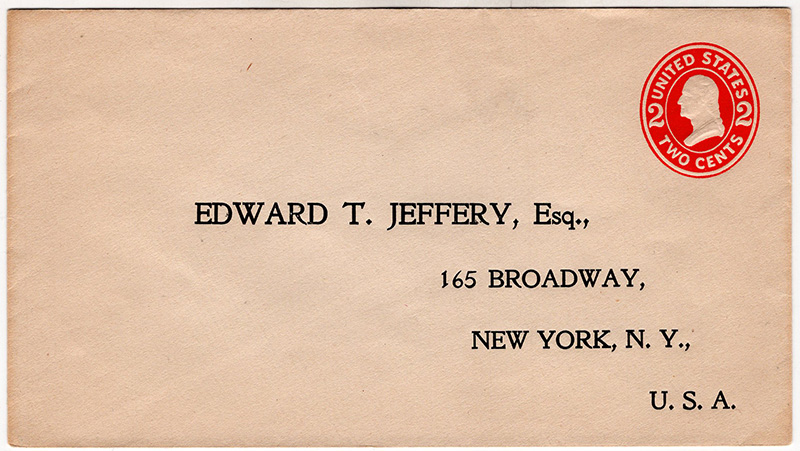 UNITED STATES
2 2
TWO CENTS
EDWARD T. JEFFERY, Esq.,
165 BROADWAY,
NEW YORK, N. Y.,
U. S. A.